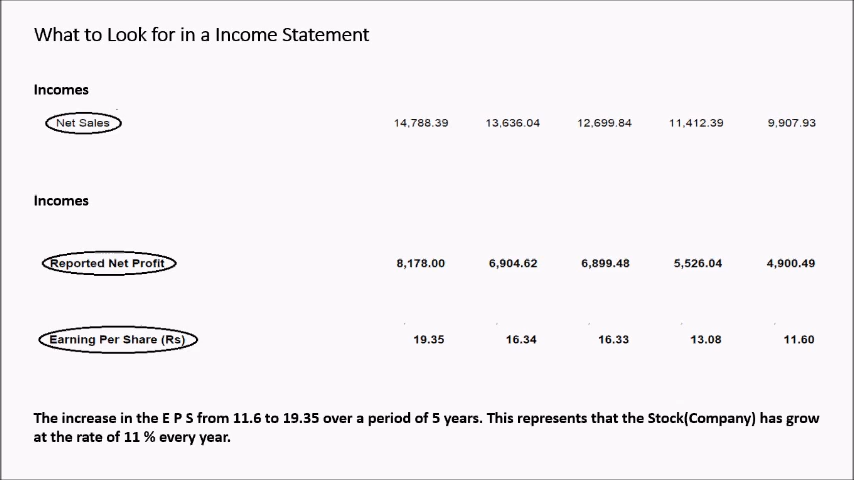 What to Look for in a Income Statement
Incomes
Net Sales 14,788.39 13,636.04 12,699.84 11,412.39 9,907.93
Incomes
Reported Net Profit 8,178.00 6,904.62 6,899.48 5,526.04 4,900.49
Earning Per Share (Rs) 19.35 16.34 16.33 13.08 11.60
The increase in the E P S from 11.6 to 19.35 over a period of 5 years. This represents that the Stock(Company) has grow
at the rate of 11 % every year.